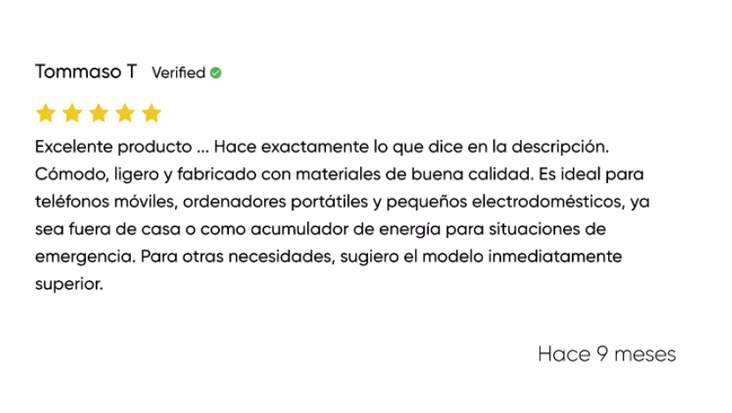 Tommaso T Verified
Excelente producto ... Hace exactamente lo que dice en la descripción.
Cómodo, ligero y fabricado con materiales de buena calidad. Es ideal para
teléfonos móviles, ordenadores portátiles y pequeños electrodomésticos, ya
sea fuera de casa o como acumulador de energía para situaciones de
emergencia. Para otras necesidades, sugiero el modelo inmediatamente
superior.
Hace 9 meses